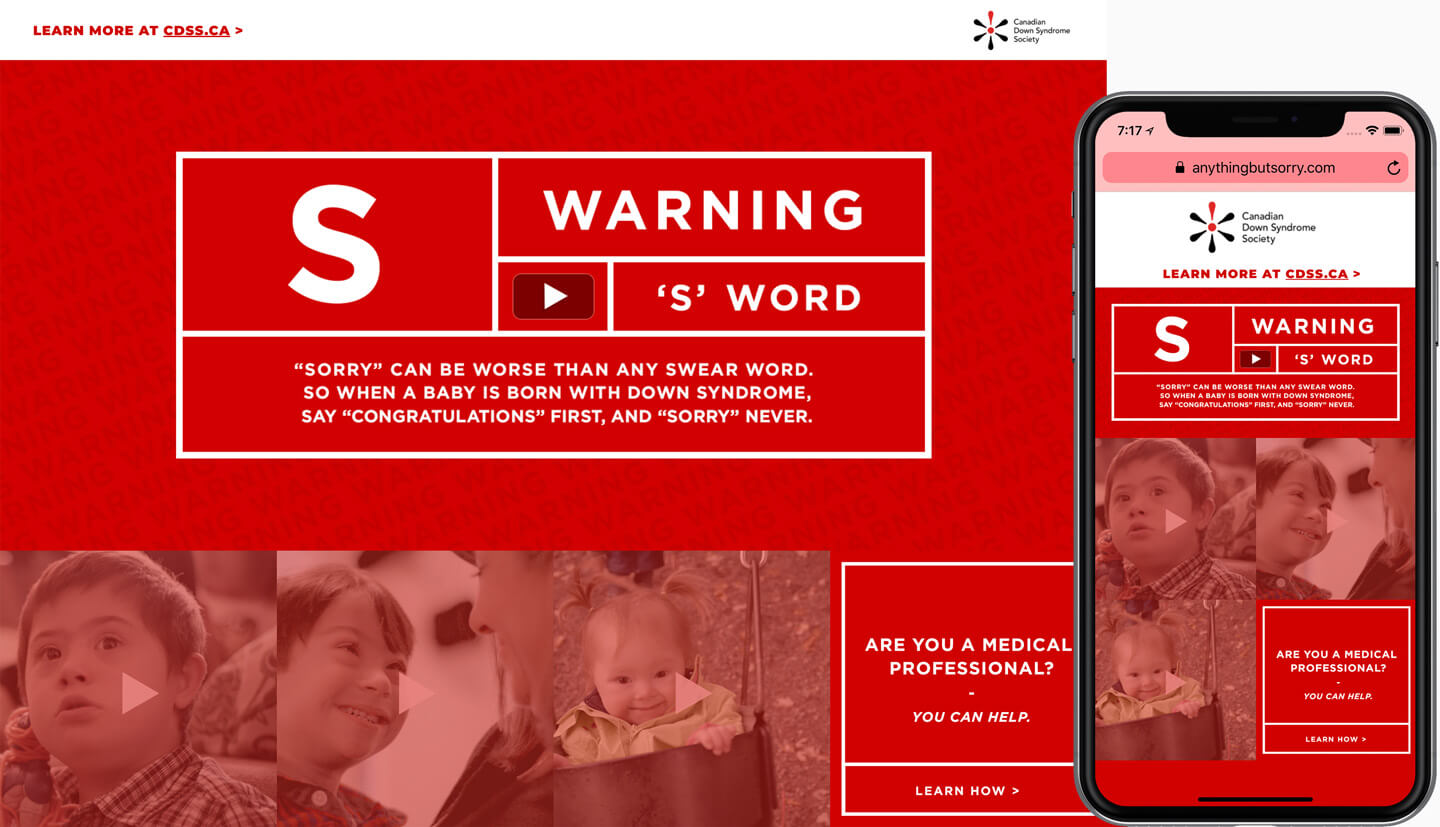 LEARN MORE AT CDSS.CA >
Canadian
Down Syndrome
Society
S
WARNING
‘S’ WORD
“SORRY” CAN BE WORSE THAN ANY SWEAR WORD.
SO WHEN A BABY IS BORN WITH DOWN SYNDROME,
SAY “CONGRATULATIONS” FIRST, AND “SORRY” NEVER.
ARE YOU A MEDICAL
PROFESSIONAL?
-
YOU CAN HELP.
LEARN HOW >
7:17
anythingbutsorry.com
Canadian
Down Syndrome
Society
LEARN MORE AT CDSS.CA >
S
WARNING
‘S’ WORD
“SORRY” CAN BE WORSE THAN ANY SWEAR WORD.
SO WHEN A BABY IS BORN WITH DOWN SYNDROME,
SAY “CONGRATULATIONS” FIRST, AND “SORRY” NEVER.
ARE YOU A MEDICAL
PROFESSIONAL?
-
YOU CAN HELP.
LEARN HOW >